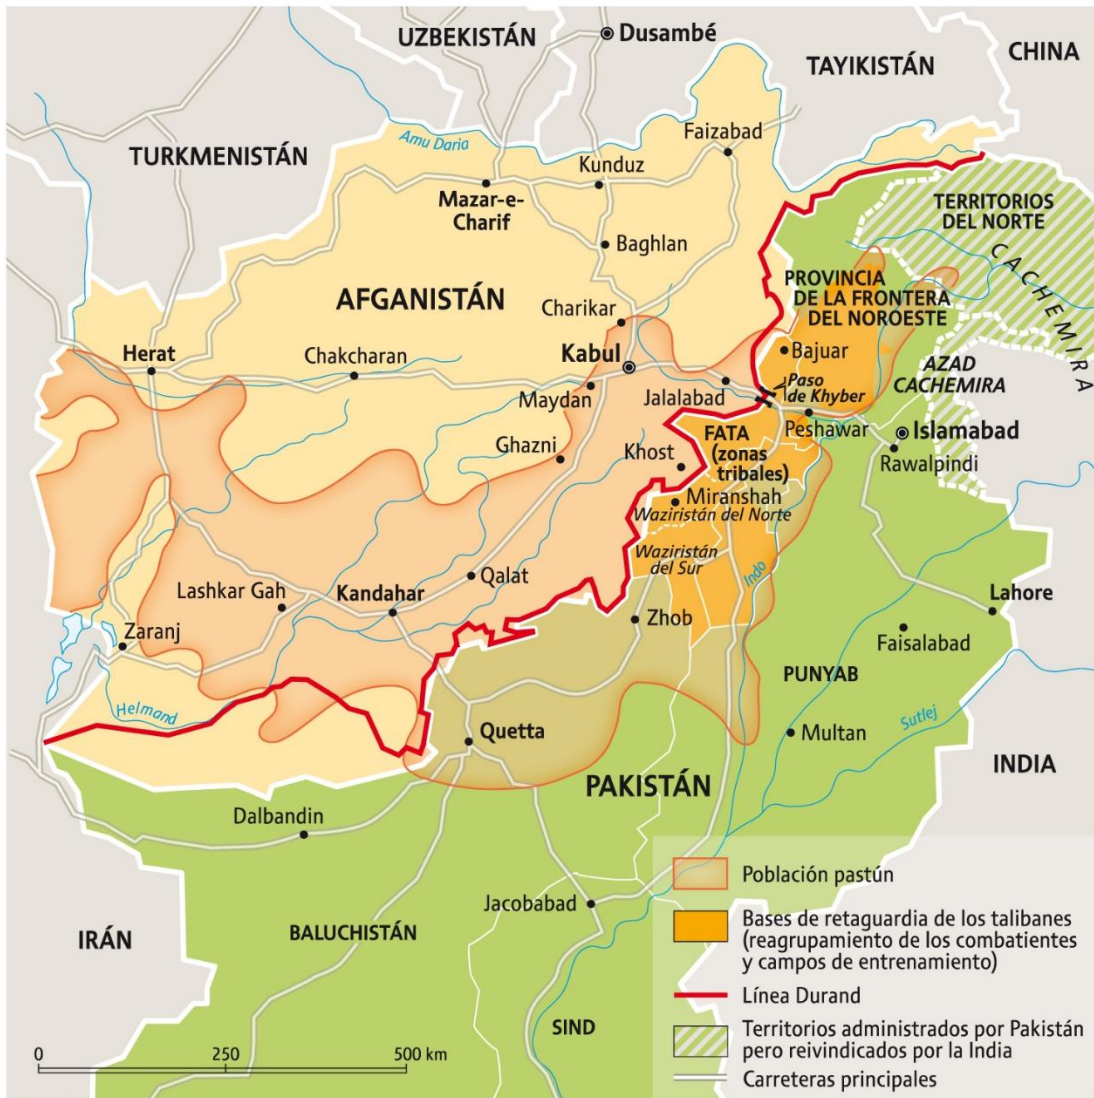 UZBEKISTÁN
Dusambé
TAYIKISTÁN
CHINA
TURKMENISTÁN
Amu Daria
Faizabad
Kunduz
Mazar-e-
Charif
Baghlan
TERRITORIOS
DEL NORTE
CACHEMIRA
AFGANISTÁN
PROVINCIA
DE LA FRONTERA
DEL NOROESTE
Charikar
Herat
Chakcharan
Kabul
Bajuar
AZAD
CACHEMIRA
Maydan
Jalalabad
Paso
de Khyber
Peshawar
Islamabad
Ghazni
Khost
FATA
(zonas
tribales)
Rawalpindi
Miranshah
Waziristán del Norte
Waziristán
del Sur
Indo
Lashkar Gah
Kandahar
Qalat
Lahore
Zaranj
Zhob
Faisalabad
PUNYAB
Helmand
Sutlej
Quetta
Multan
INDIA
PAKISTÁN
Dalbandin
Jacobabad
IRÁN
BALUCHISTÁN
SIND
Población pastún
Bases de retaguardia de los talibanes
(reagrupamiento de los combatientes
y campos de entrenamiento)
Línea Durand
Territorios administrados por Pakistán
pero reivindicados por la India
Carreteras principales
0 250 500 km